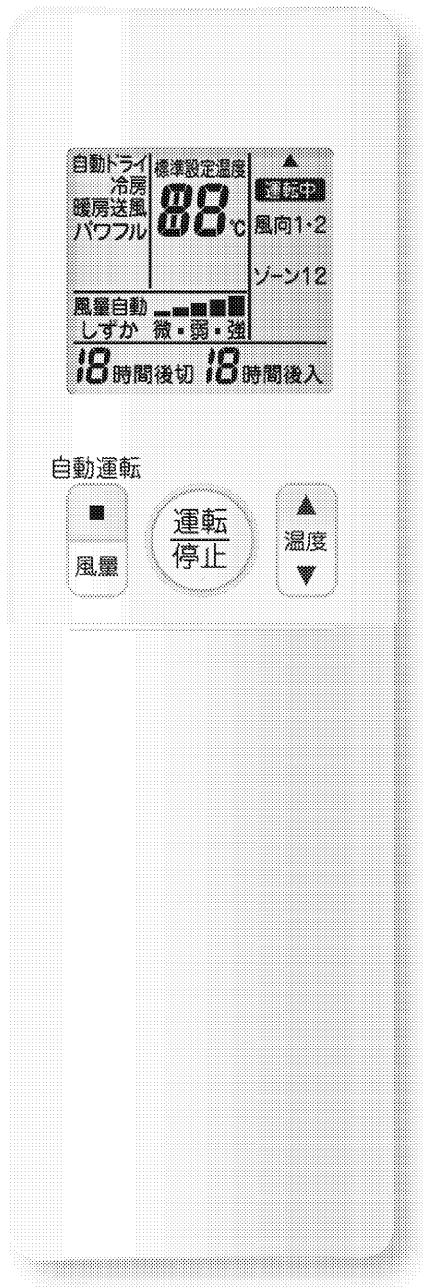 自動ドライ
冷房
暖房送風
パワフル
標準設定温度
88℃
▲
運転中
風向1・2
ゾーン12
風量自動
しずか 微・弱・強
18時間後切 18時間後入
自動運転
■
風量
運転
停止
▲
温度
▼